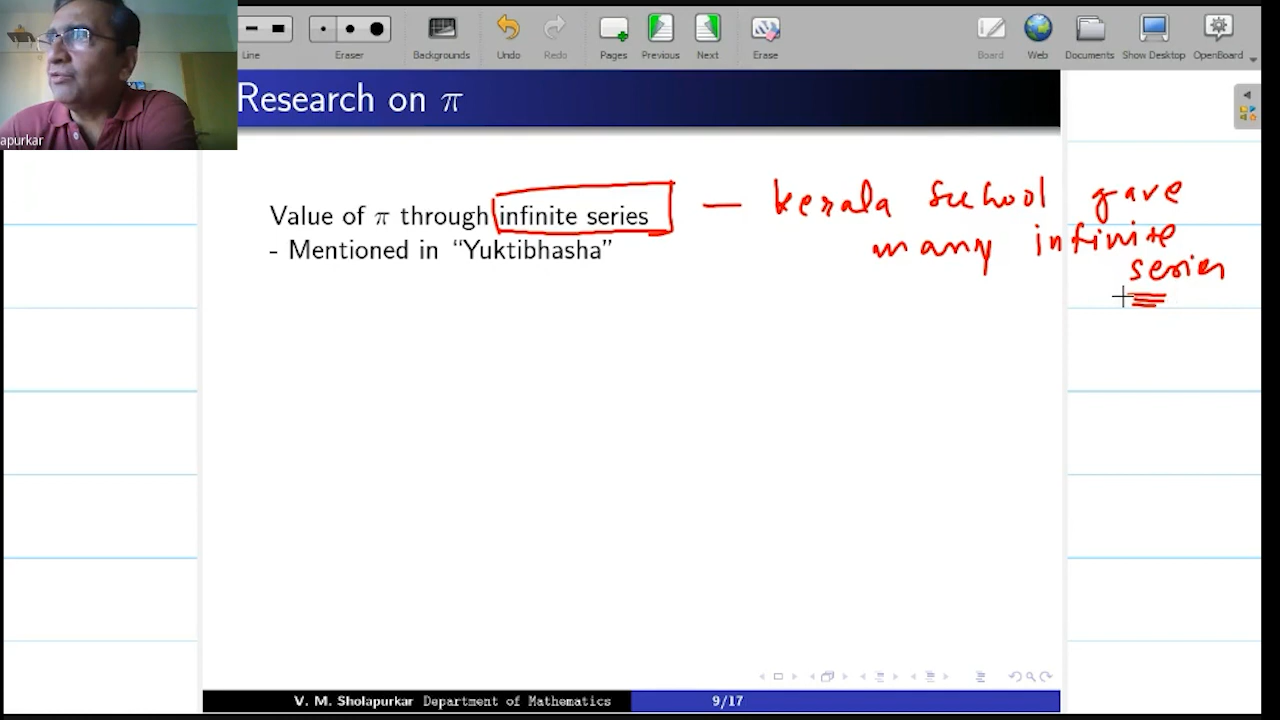 Line
Eraser
Backgrounds
Undo
Redo
Pages
Previous
Next
Erase
Board
Web
Documents
Show Desktop
OpenBoard
apurkar
Research on π
Value of π through infinite series — kerala School gave
many infinite
series
- Mentioned in “Yuktibhasha”
V. M. Sholapurkar Department of Mathematics
9/17